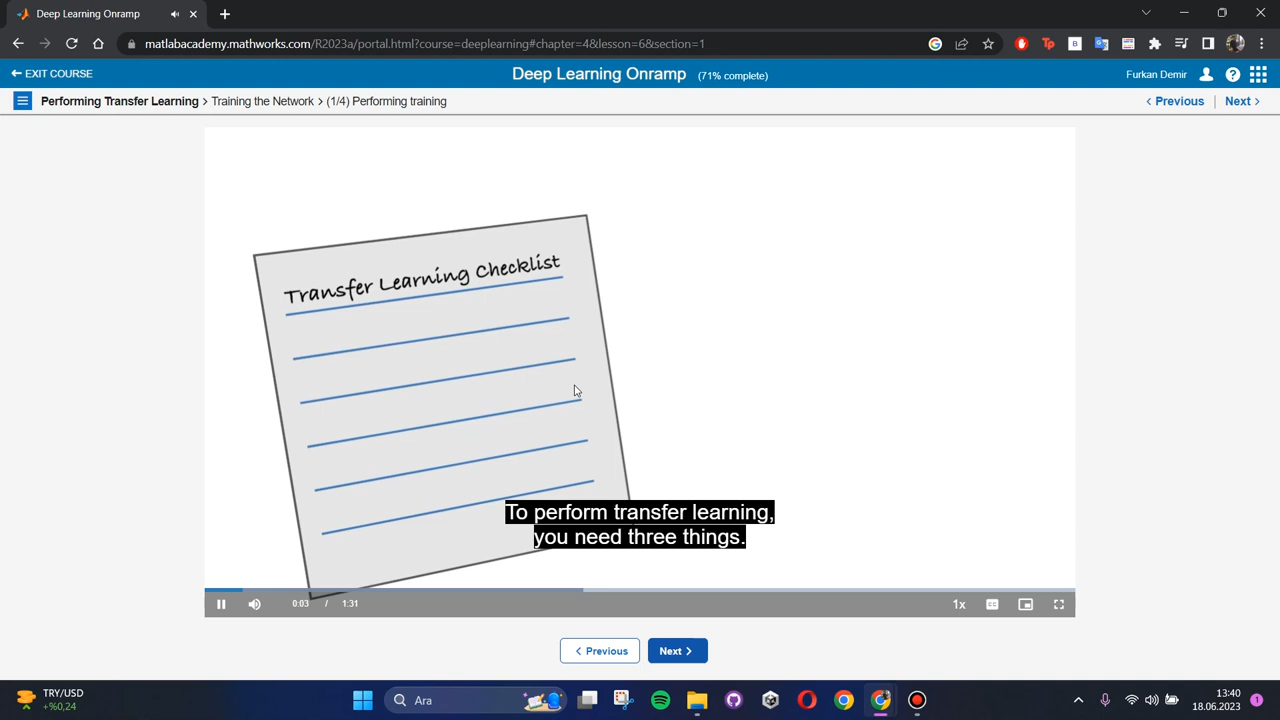 Deep Learning Onramp
matlabacademy.mathworks.com/R2023a/portal.html?course=deeplearning#chapter=4&lesson=6&section=1
EXIT COURSE
Deep Learning Onramp (71% complete)
Furkan Demir
Performing Transfer Learning > Training the Network > (1/4) Performing training
Previous
Next
Transfer Learning Checklist
To perform transfer learning,
you need three things.
0:03 / 1:31
1x
CC
Previous
Next
TRY/USD
+%0,24
Ara
13:40
18.06.2023
1